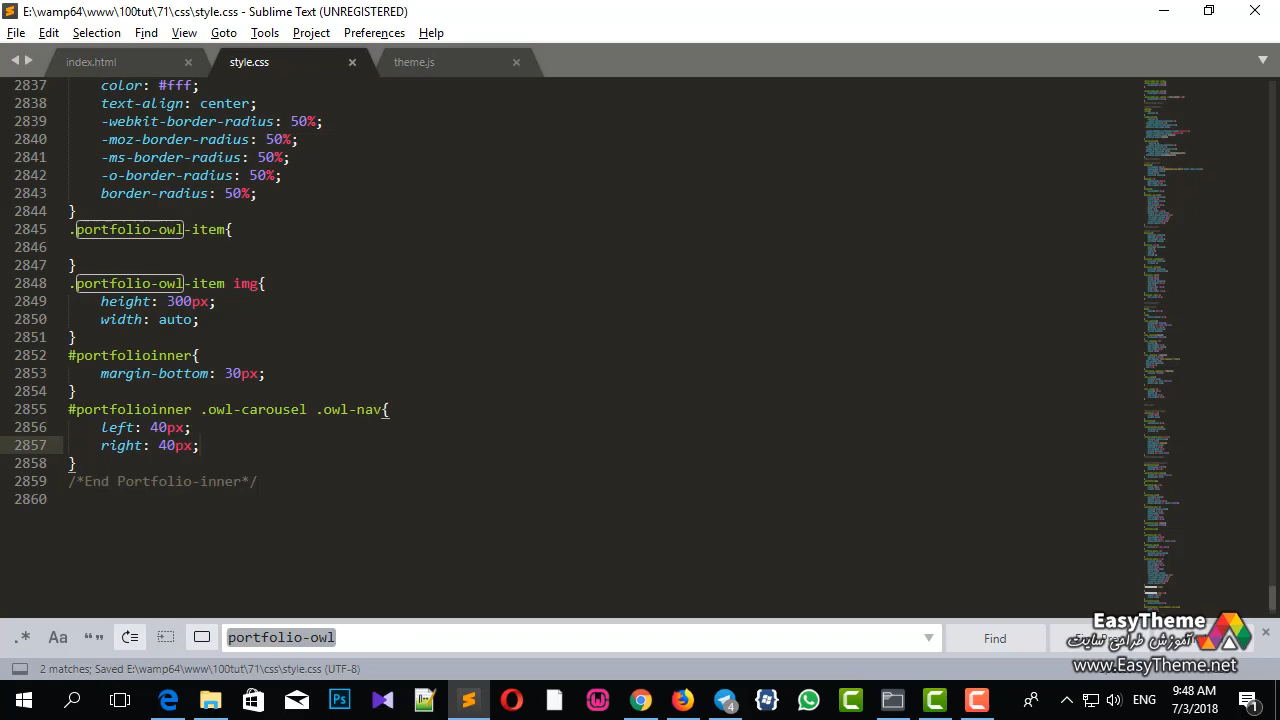 E:\wamp64\www\100tut\71\css\style.css - Sublime Text (UNREGISTERED)
File Edit Selection Find View Goto Tools Project Preferences Help
index.html style.css theme.js
2837 color: #fff;
2838 text-align: center;
2839 -webkit-border-radius: 50%;
2840 -moz-border-radius: 50%;
2841 -ms-border-radius: 50%;
2842 -o-border-radius: 50%;
2843 border-radius: 50%;
2844 }
2845 .portfolio-owl-item{
2846
2847 }
2848 .portfolio-owl-item img{
2849 height: 300px;
2850 width: auto;
2851 }
2852 #portfolioinner{
2853 margin-bottom: 30px;
2854 }
2855 #portfolioinner .owl-carousel .owl-nav{
2856 left: 40px;
2857 right: 40px;
2858 }
2859 /*End Portfolio-inner*/
2860
EasyTheme
آموزش طراحی سایت
www.EasyTheme.net
.* Aa “” portfolio-owl Find
2 matches; Saved E:\wamp64\www\100tut\71\css\style.css (UTF-8)
ENG
9:48 AM
7/3/2018
Ps
4
1